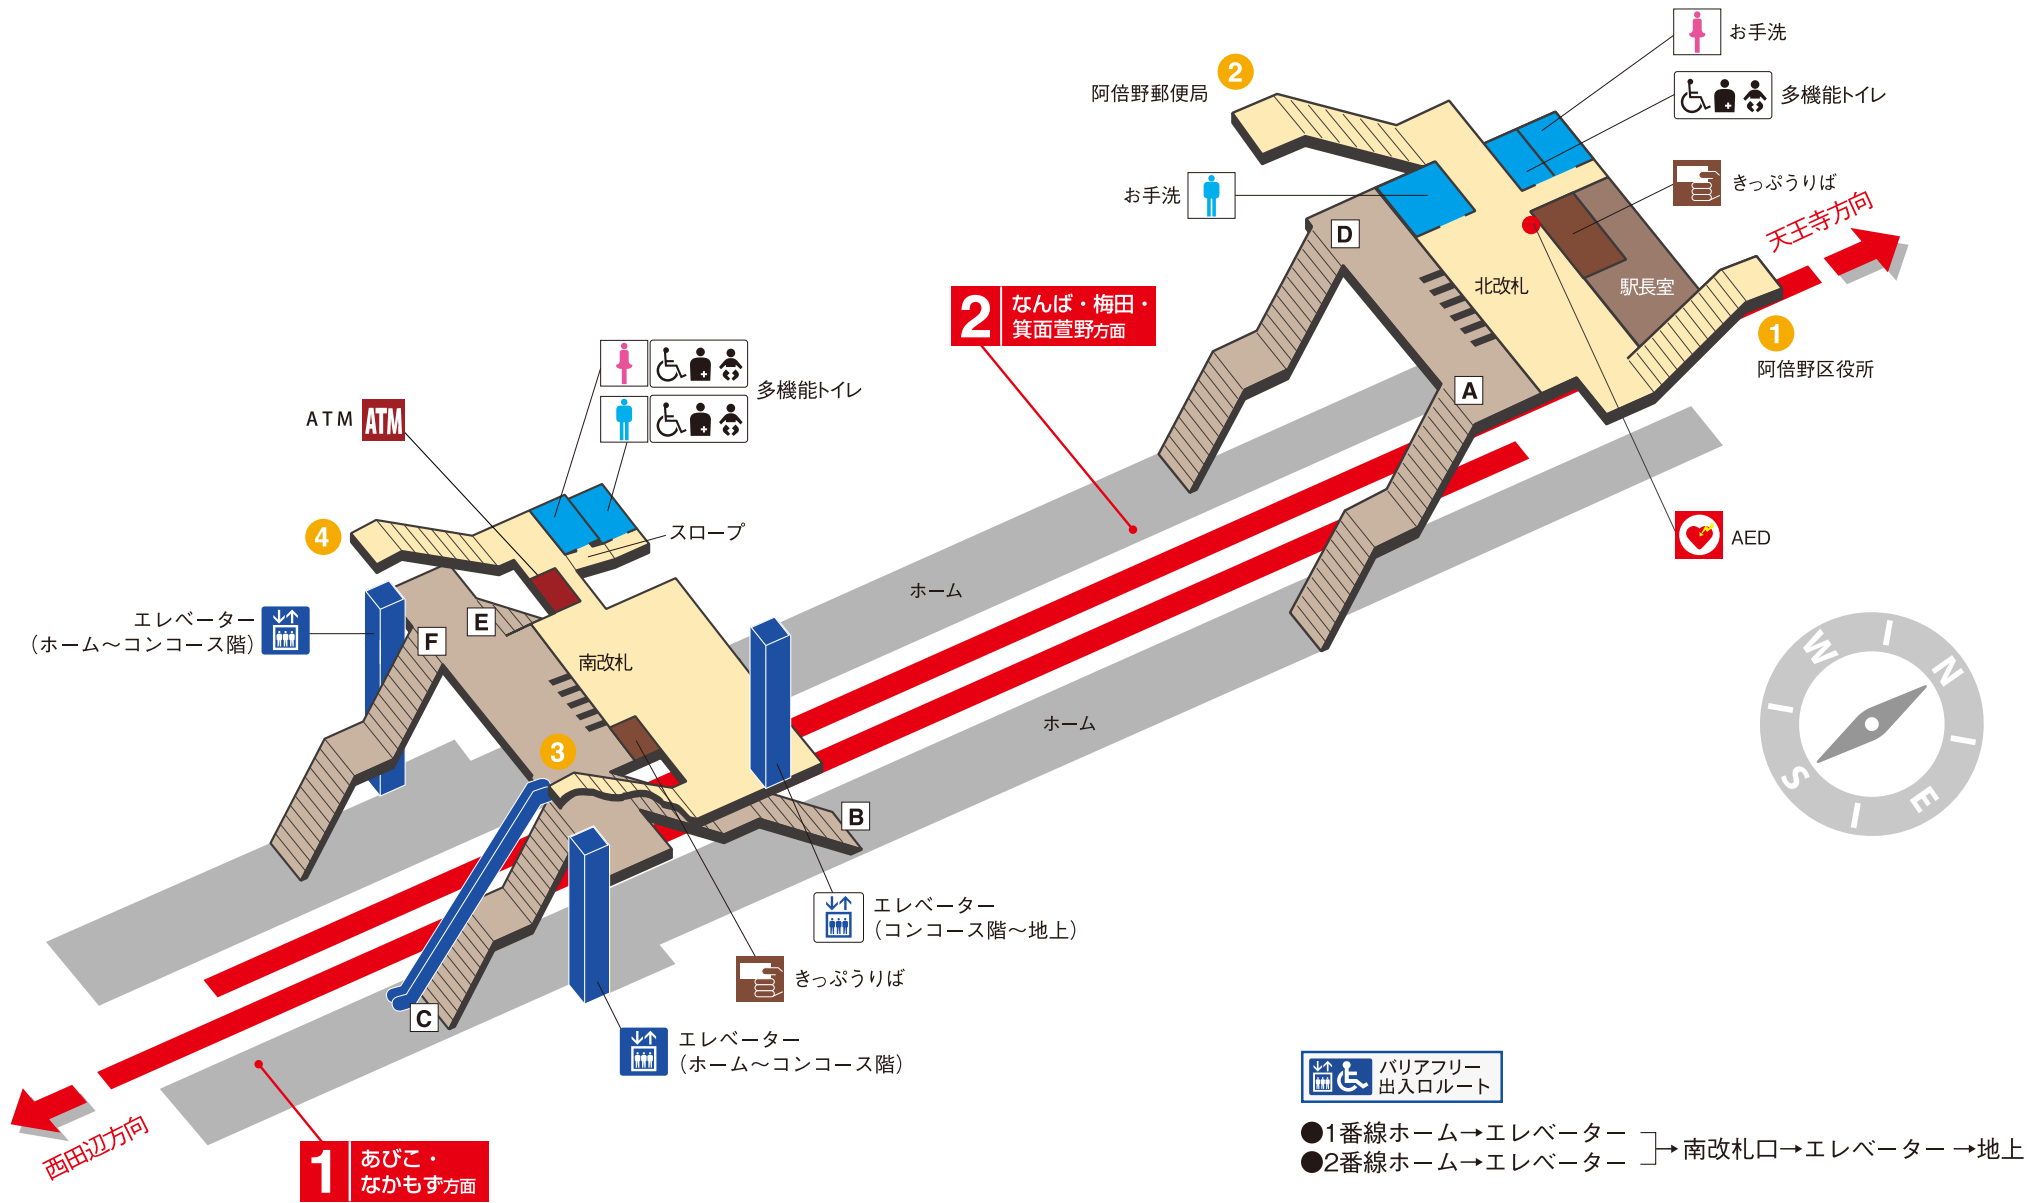 お手洗
2
阿倍野郵便局
多機能トイレ
お手洗
きっぷうりば
天王寺方向
D
北改札
駅長室
2
なんば・梅田・
箕面萱野方面
1
阿倍野区役所
A
多機能トイレ
ATM ATM
4
スロープ
AED
ホーム
エレベーター
（ホーム～コンコース階）
E
F
南改札
ホーム
N
E
S
W
3
B
エレベーター
（コンコース階～地上）
きっぷうりば
C
エレベーター
（ホーム～コンコース階）
西田辺方向
1
あびこ・
なかもず方面
バリアフリー
出入口ルート
●1番線ホーム→エレベーター
●2番線ホーム→エレベーター
→南改札口→エレベーター→地上